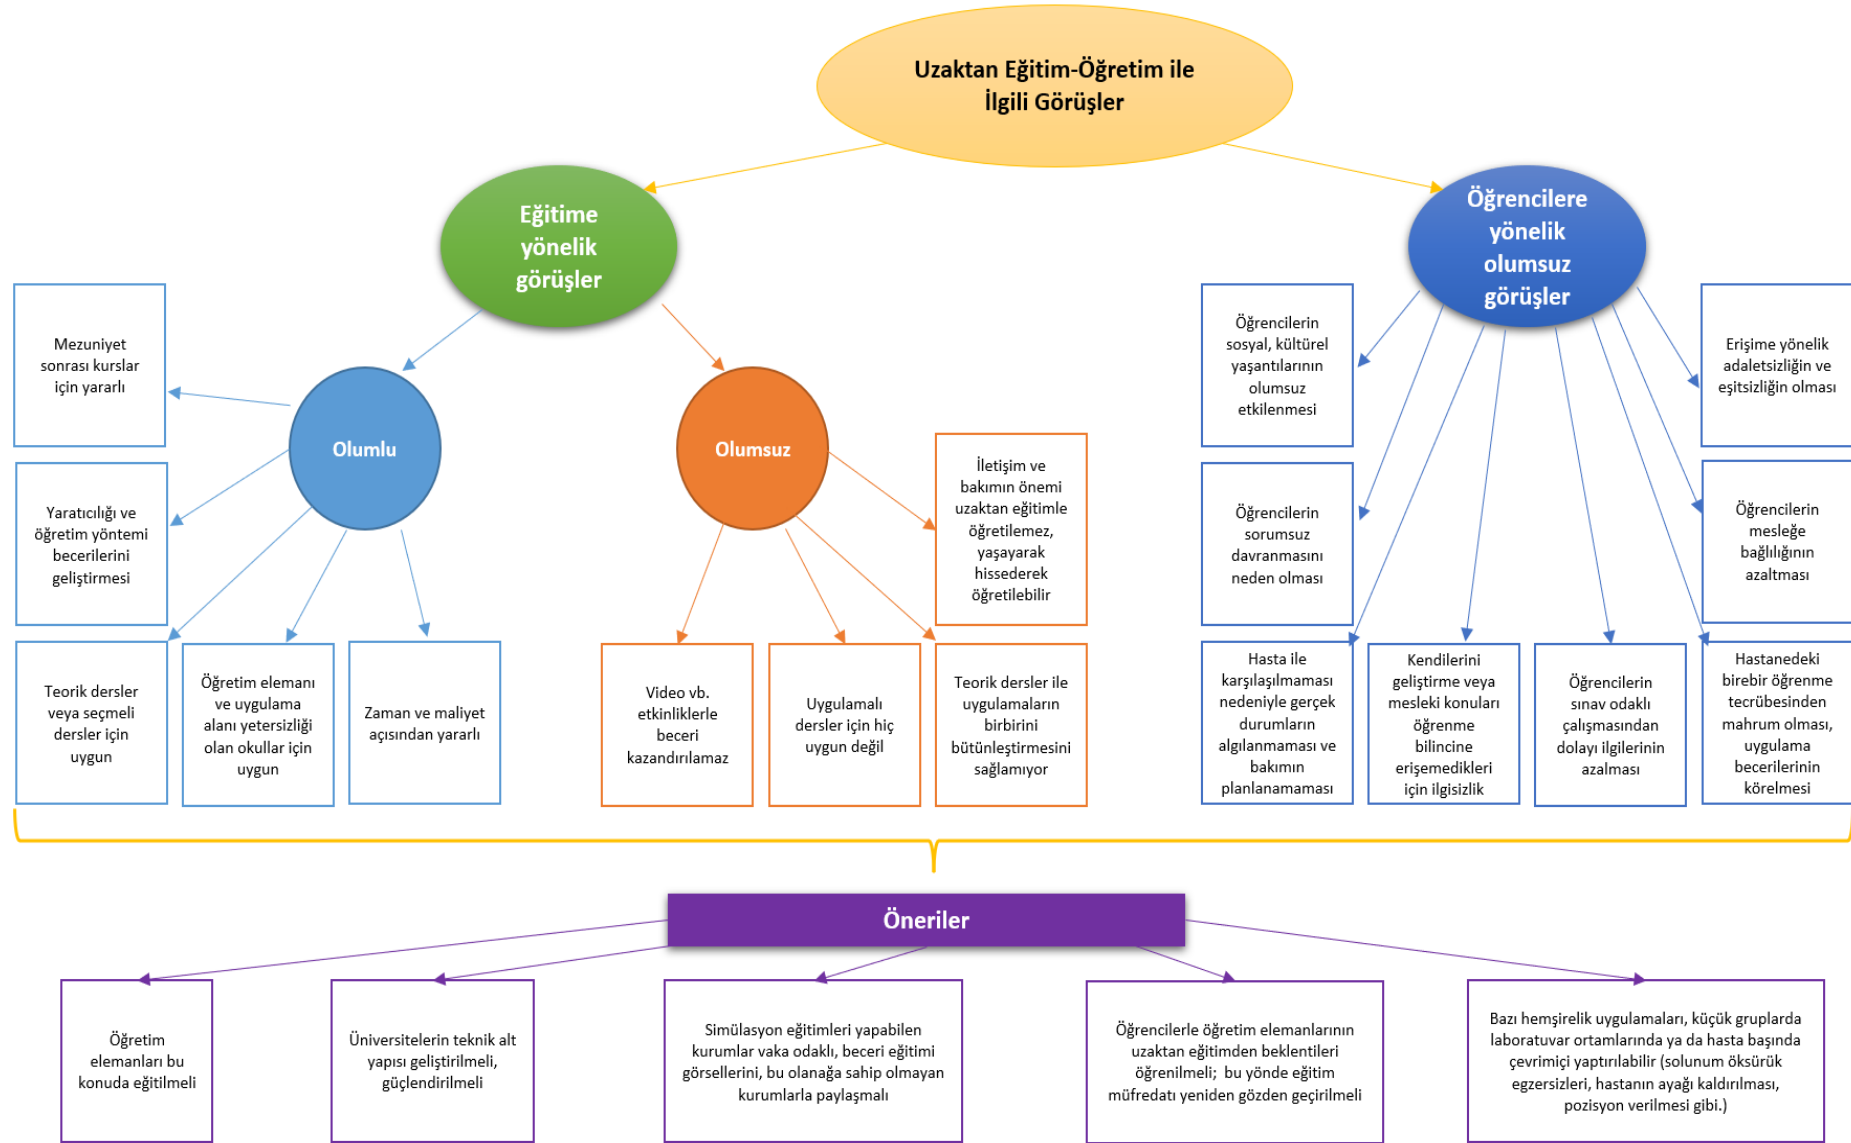 Uzaktan Eğitim-Öğretim ile
İlgili Görüşler
Eğitime
yönelik
görüşler
Öğrencilere
yönelik
olumsuz
görüşler
Olumlu
Olumsuz
Mezuniyet
sonrası kurslar
için yararlı
Yaratıcılığı ve
öğretim yöntemi
becerilerini
geliştirmesi
Teorik dersler
veya seçmeli
dersler için
uygun
Öğretim elemanı
ve uygulama
alanı yetersizliği
olan okullar için
uygun
Zaman ve maliyet
açısından yararlı
İletişim ve
bakımın önemi
uzaktan eğitimle
öğretilemez,
yaşayarak
hissederek
öğretilebilir
Video vb.
etkinliklerle
beceri
kazandırılamaz
Uygulamalı
dersler için hiç
uygun değil
Teorik dersler ile
uygulamaların
birbirini
bütünleştirmesini
sağlamıyor
Öğrencilerin
sosyal, kültürel
yaşantılarının
olumsuz
etkilenmesi
Öğrencilerin
sorumsuz
davranmasını
neden olması
Hasta ile
karşılaşılmaması
nedeniyle gerçek
durumların
algılanmaması ve
bakımın
planlanamaması
Kendilerini
geliştirme veya
mesleki konuları
öğrenme
bilincine
erişemedikleri
için ilgisizlik
Öğrencilerin
sınav odaklı
çalışmasından
dolayı ilgilerinin
azalması
Erişime yönelik
adaletsizliğin ve
eşitsizliğin olması
Öğrencilerin
mesleğe
bağlılığının
azaltması
Hastanedeki
birebir öğrenme
tecrübesinden
mahrum olması,
uygulama
becerilerinin
körelmesi
Öneriler
Öğretim
elemanları bu
konuda eğitilmeli
Üniversitelerin teknik alt
yapısı geliştirilmeli,
güçlendirilmeli
Simülasyon eğitimleri yapabilen
kurumlar vaka odaklı, beceri eğitimi
görsellerini, bu olanağa sahip olmayan
kurumlarla paylaşmalı
Öğrencilerle öğretim elemanlarının
uzaktan eğitimden beklentileri
öğrenilmeli; bu yönde eğitim
müfredatı yeniden gözden geçirilmeli
Bazı hemşirelik uygulamaları, küçük gruplarda
laboratuvar ortamlarında ya da hasta başında
çevrimiçi yaptırılabilir (solunum öksürük
egzersizleri, hastanın ayağı kaldırılması,
pozisyon verilmesi gibi.)